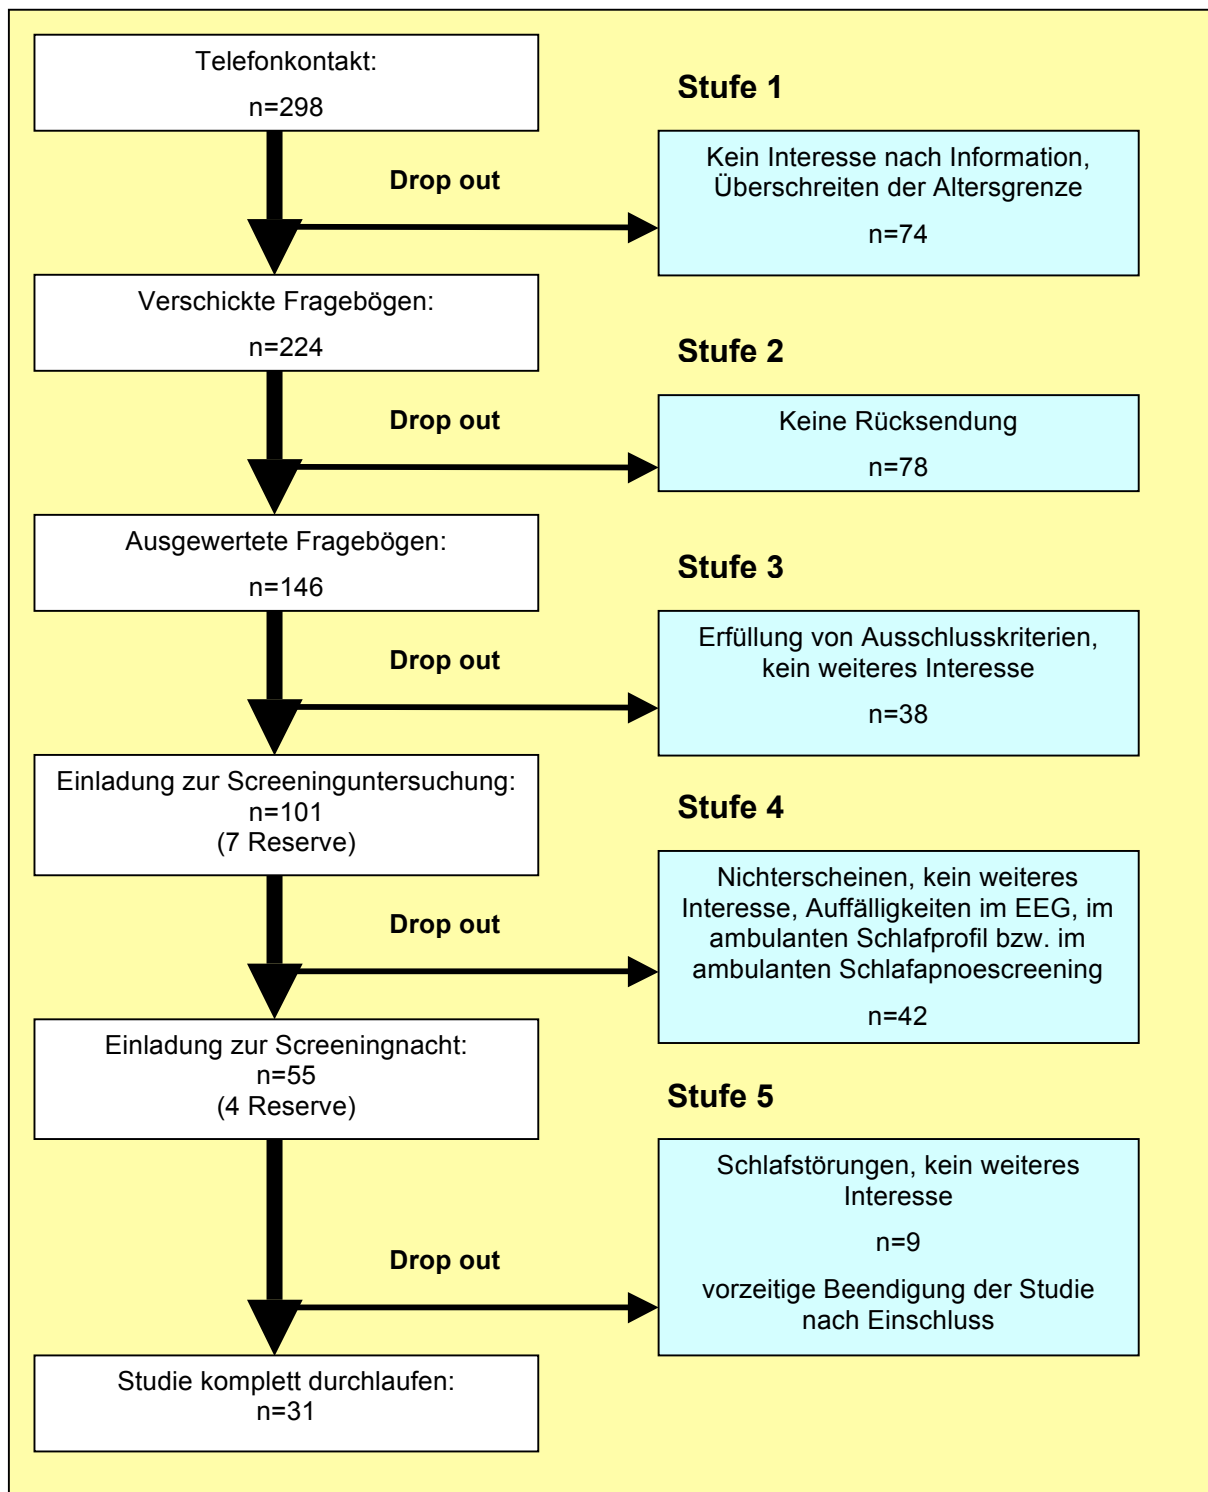 Telefonkontakt:
n=298
Stufe 1
Drop out
Kein Interesse nach Information,
Überschreiten der Altersgrenze
n=74
Verschickte Fragebögen:
n=224
Stufe 2
Drop out
Keine Rücksendung
n=78
Ausgewertete Fragebögen:
n=146
Stufe 3
Drop out
Erfüllung von Ausschlusskriterien,
kein weiteres Interesse
n=38
Einladung zur Screeninguntersuchung:
n=101
(7 Reserve)
Stufe 4
Drop out
Nichterscheinen, kein weiteres
Interesse, Auffälligkeiten im EEG, im
ambulanten Schlafprofil bzw. im
ambulanten Schlafapnoescreening
n=42
Einladung zur Screeningnacht:
n=55
(4 Reserve)
Stufe 5
Drop out
Schlafstörungen, kein weiteres
Interesse
n=9
vorzeitige Beendigung der Studie
nach Einschluss
Studie komplett durchlaufen:
n=31